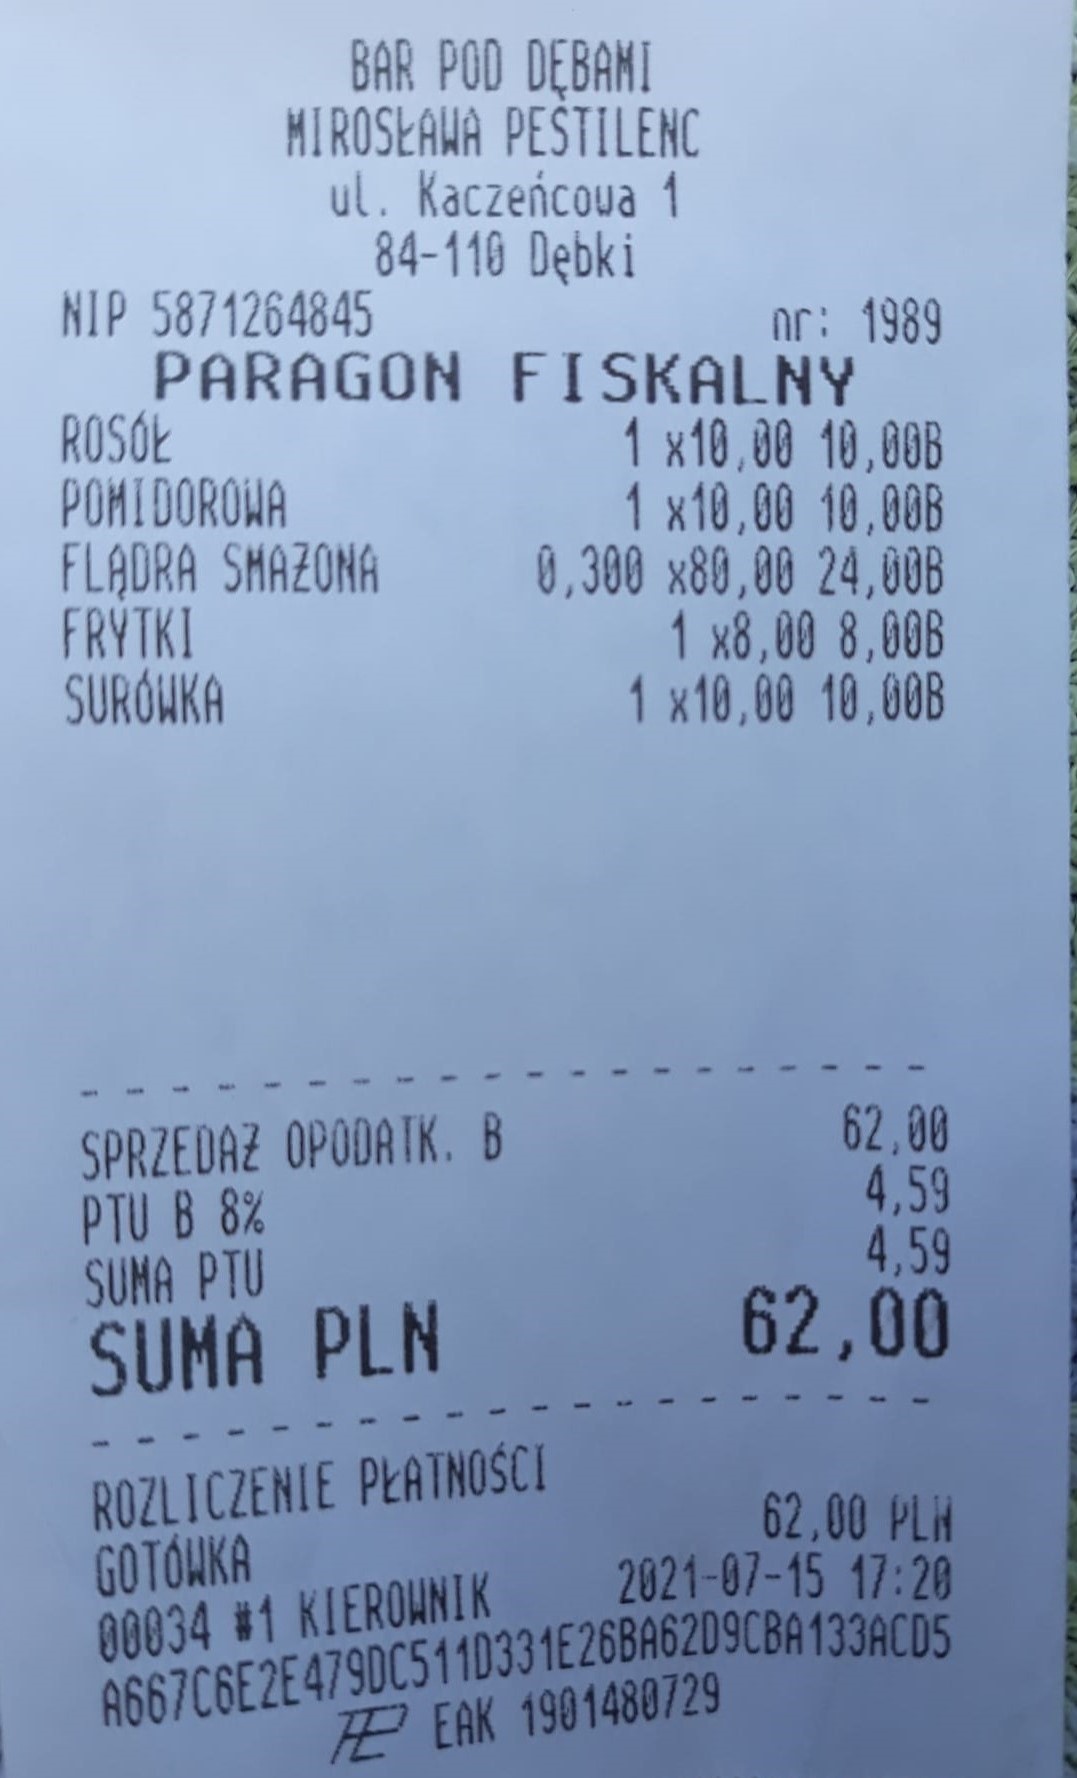 BAR POD DĘBAMI
MIROSŁAWA PESTILENC
ul. Kaczeńcowa 1
84-110 Dębki
NIP 5871264845 nr: 1989
PARAGON FISKALNY
ROSÓŁ 1 x10,00 10,00B
POMIDOROWA 1 x10,00 10,00B
FLĄDRA SMAŻONA 0,300 x80,00 24,00B
FRYTKI 1 x8,00 8,00B
SURÓWKA 1 x10,00 10,00B
SPRZEDAŻ OPODATK. B 62,00
PTU B 8% 4,59
SUMA PTU 4,59
SUMA PLN 62,00
ROZLICZENIE PŁATNOŚCI
GOTÓWKA 62,00 PLN
00034 #1 KIEROWNIK 2021-07-15 17:20
A667C6E2E479DC511D331E26BA62D9CBA133ACD5
EAK 1901480729